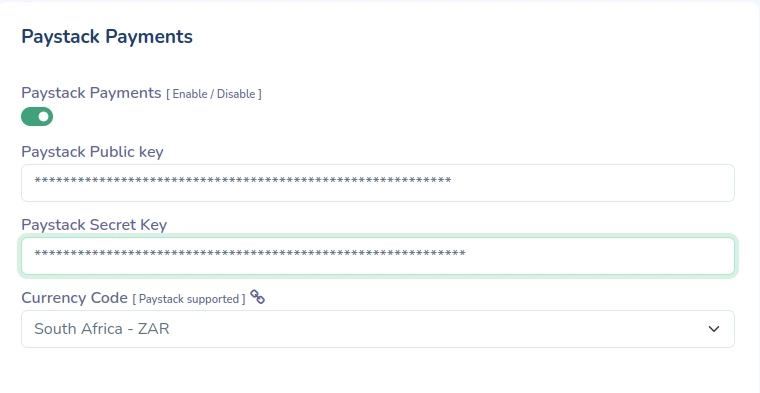 Paystack Payments
Paystack Payments [ Enable / Disable ]
Paystack Public key
**********************************************************
Paystack Secret Key
************************************************************
Currency Code [ Paystack supported ]
South Africa - ZAR